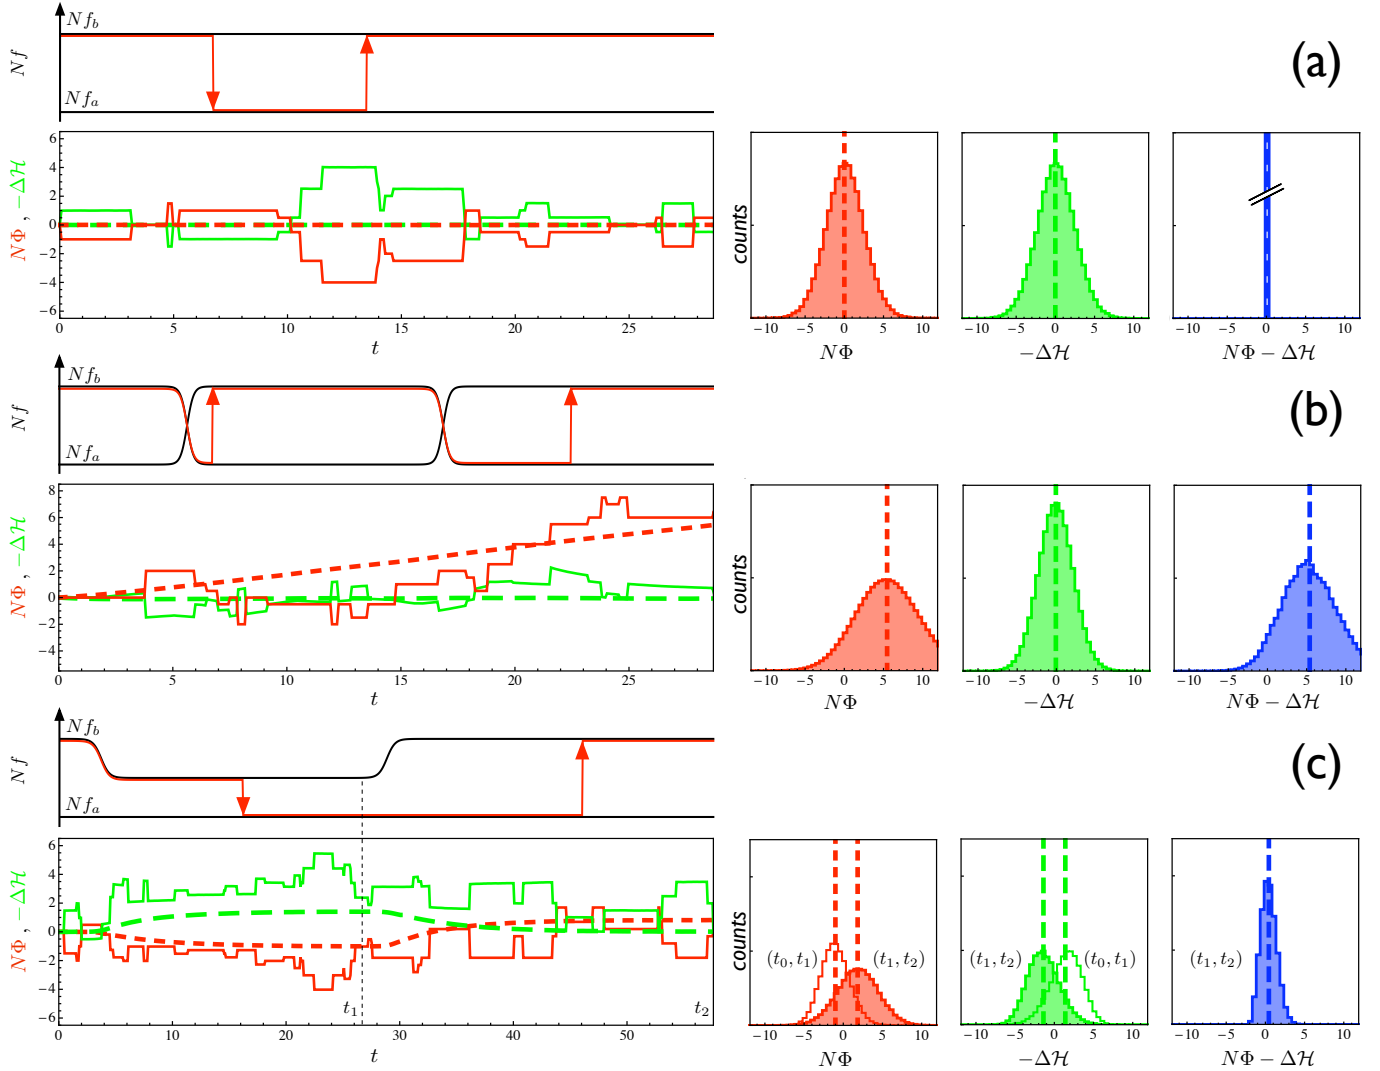 Nf_b
Nf
Nf_a
(a)
NΦ , −ΔH
6
4
2
0
−2
−4
−6
0 5 10 15 20 25
t
counts
−10 −5 0 5 10
NΦ
−10 −5 0 5 10
−ΔH
−10 −5 0 5 10
NΦ − ΔH
Nf_b
Nf
Nf_a
(b)
NΦ , −ΔH
8
6
4
2
0
−2
−4
0 5 10 15 20 25
t
counts
−10 −5 0 5 10
NΦ
−10 −5 0 5 10
−ΔH
−10 −5 0 5 10
NΦ − ΔH
Nf_b
Nf
Nf_a
(c)
NΦ , −ΔH
6
4
2
0
−2
−4
−6
t_1
t_2
0 10 20 30 40 50
t
counts
(t_0, t_1)
(t_1, t_2)
−10 −5 0 5 10
NΦ
(t_1, t_2)
(t_0, t_1)
−10 −5 0 5 10
−ΔH
(t_1, t_2)
−10 −5 0 5 10
NΦ − ΔH